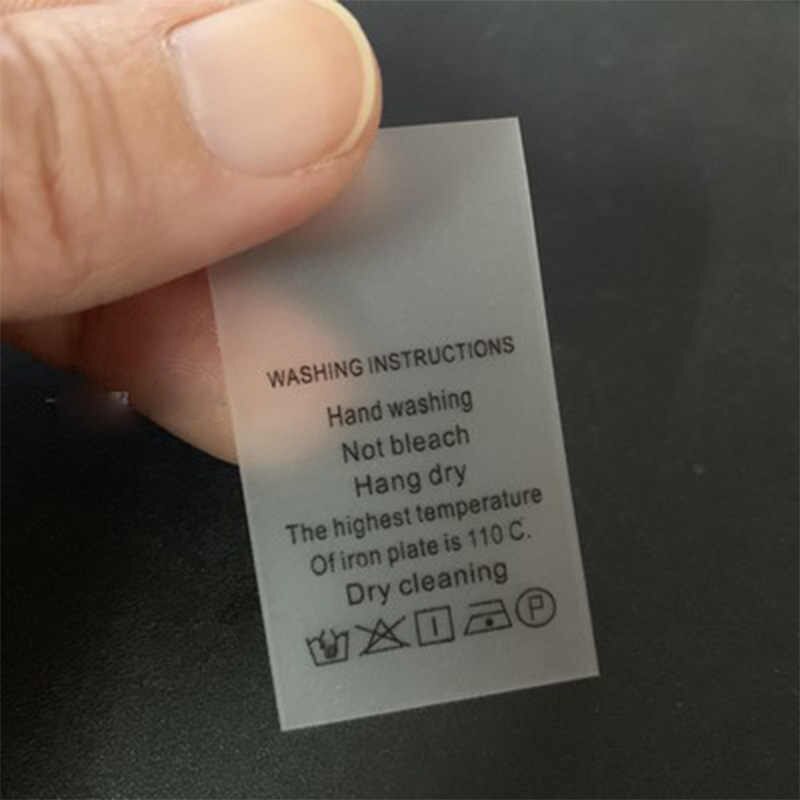 WASHING INSTRUCTIONS
Hand washing
Not bleach
Hang dry
The highest temperature
Of iron plate is 110 C.
Dry cleaning
P